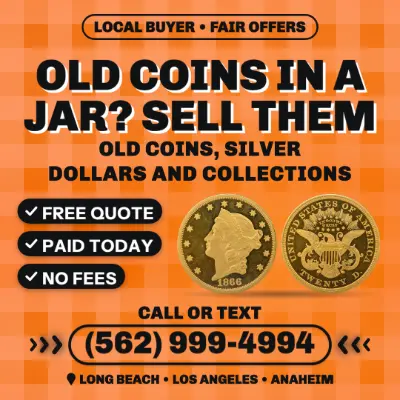 LOCAL BUYER • FAIR OFFERS
OLD COINS IN A
JAR? SELL THEM
OLD COINS, SILVER
DOLLARS AND COLLECTIONS
✓ FREE QUOTE
✓ PAID TODAY
✓ NO FEES
1866
UNITED STATES OF AMERICA
TWENTY D.
CALL OR TEXT
››› (562) 999-4994 ‹‹‹
LONG BEACH • LOS ANGELES • ANAHEIM